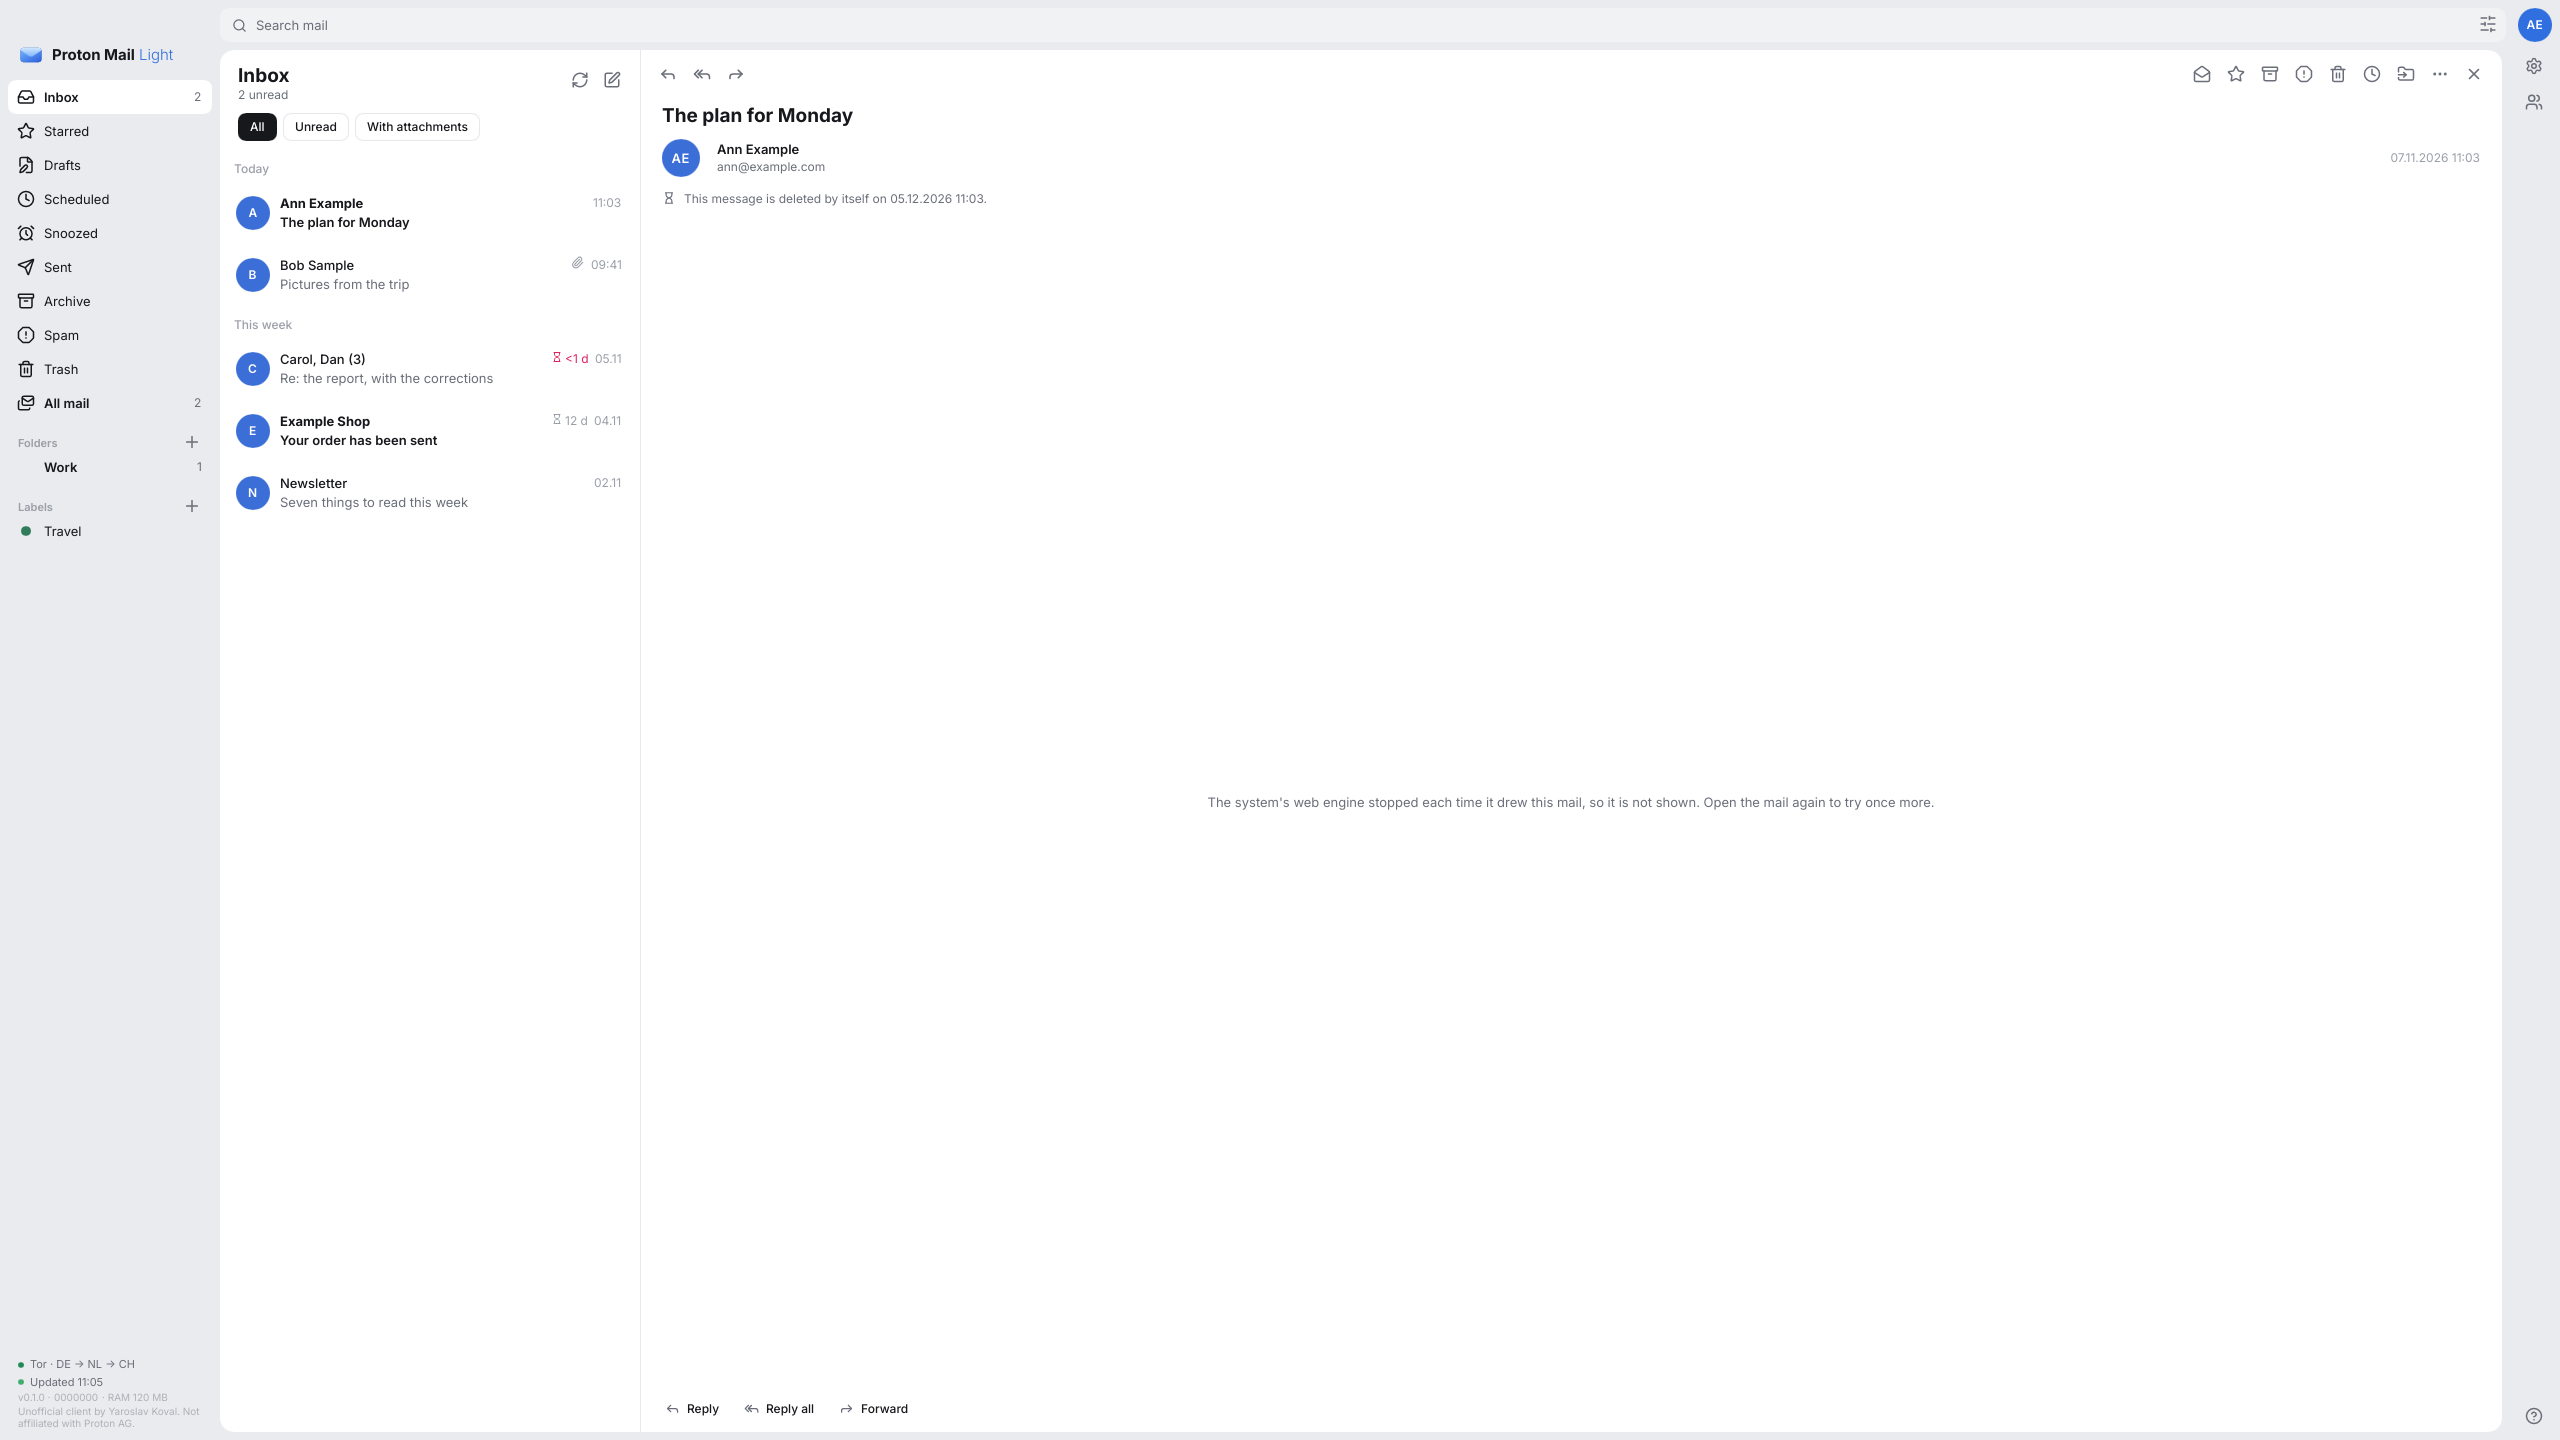 Search mail
AE
Proton Mail Light
Inbox 2
Starred
Drafts
Scheduled
Snoozed
Sent
Archive
Spam
Trash
All mail 2
Folders
Work 1
Labels
Travel
Tor · DE → NL → CH
Updated 11:05
v0.1.0 · 0000000 · RAM 120 MB
Unofficial client by Yaroslav Koval. Not
affiliated with Proton AG.
Inbox
2 unread
All
Unread
With attachments
Today
A
Ann Example 11:03
The plan for Monday
B
Bob Sample 09:41
Pictures from the trip
This week
C
Carol, Dan (3) <1 d 05.11
Re: the report, with the corrections
E
Example Shop 12 d 04.11
Your order has been sent
N
Newsletter 02.11
Seven things to read this week
The plan for Monday
AE
Ann Example
ann@example.com
07.11.2026 11:03
This message is deleted by itself on 05.12.2026 11:03.
The system's web engine stopped each time it drew this mail, so it is not shown. Open the mail again to try once more.
Reply
Reply all
Forward